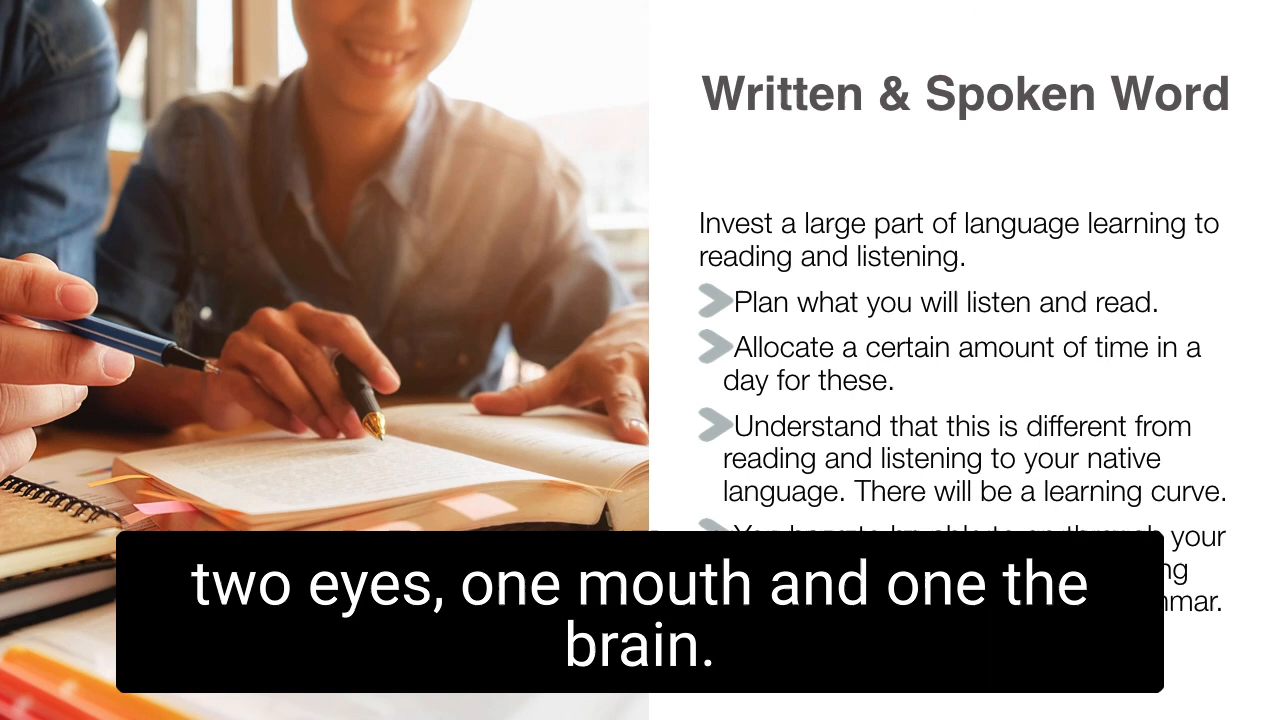 Written & Spoken Word
Invest a large part of language learning to
reading and listening.
Plan what you will listen and read.
Allocate a certain amount of time in a
day for these.
Understand that this is different from
reading and listening to your native
language. There will be a learning curve.
your
two eyes, one mouth and one the
brain.